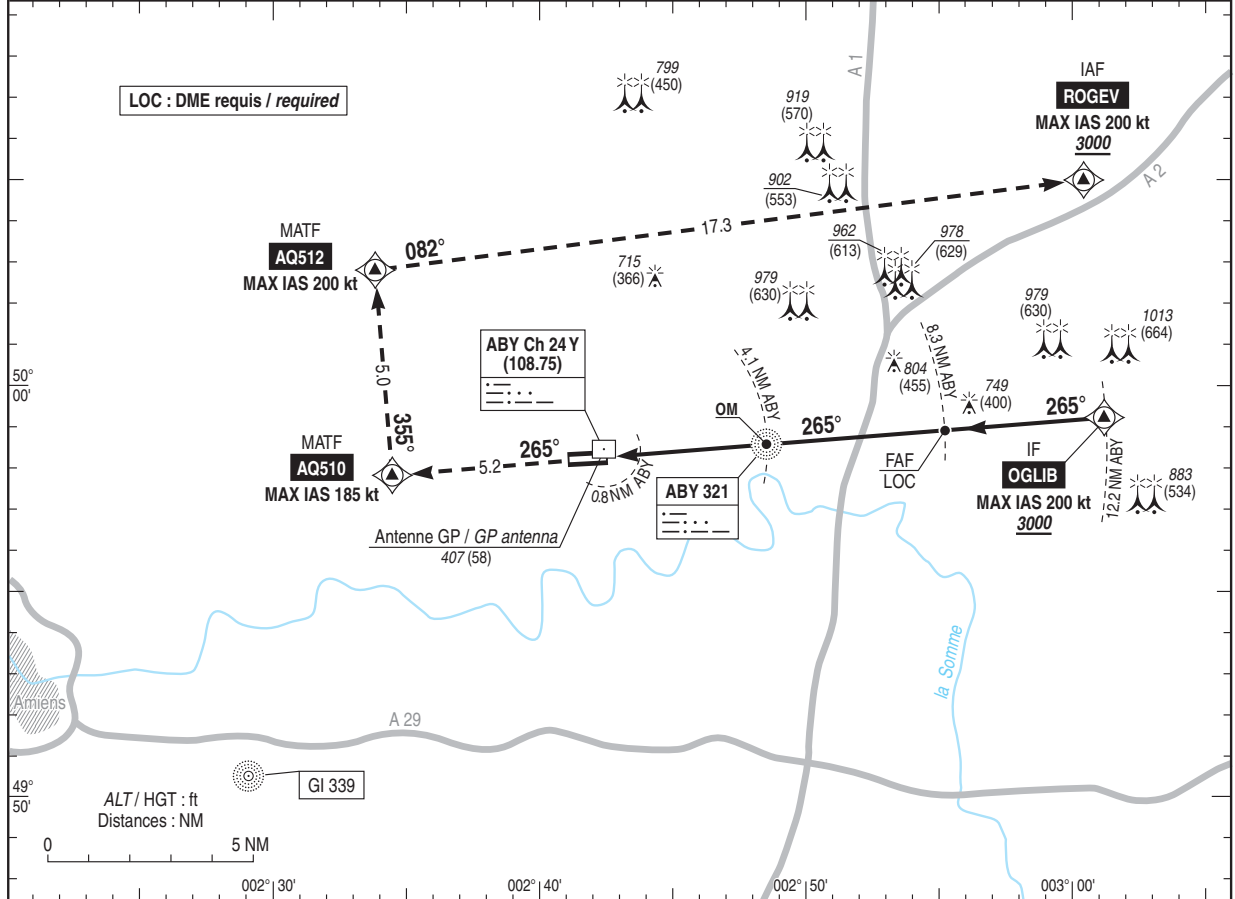 LOC : DME requis / required
799
(450)
919
(570)
902
(553)
A 1
IAF
ROGEV
MAX IAS 200 kt
3000
A 2
MATF
AQ512
MAX IAS 200 kt
082°
17.3
715
(366)
979
(630)
962
(613)
978
(629)
979
(630)
1013
(664)
50°
00'
5.0
355°
ABY Ch 24 Y
(108.75)
4.1 NM ABY
8.3 NM ABY
804
(455)
749
(400)
OM
265°
265°
MATF
AQ510
MAX IAS 185 kt
5.2
265°
0.8 NM ABY
ABY 321
FAF
LOC
IF
OGLIB
MAX IAS 200 kt
3000
12.2 NM ABY
883
(534)
Antenne GP / GP antenna
407 (58)
la Somme
Amiens
A 29
GI 339
49°
50'
ALT / HGT : ft
Distances : NM
0
5 NM
002° 30'
002° 40'
002° 50'
003° 00'